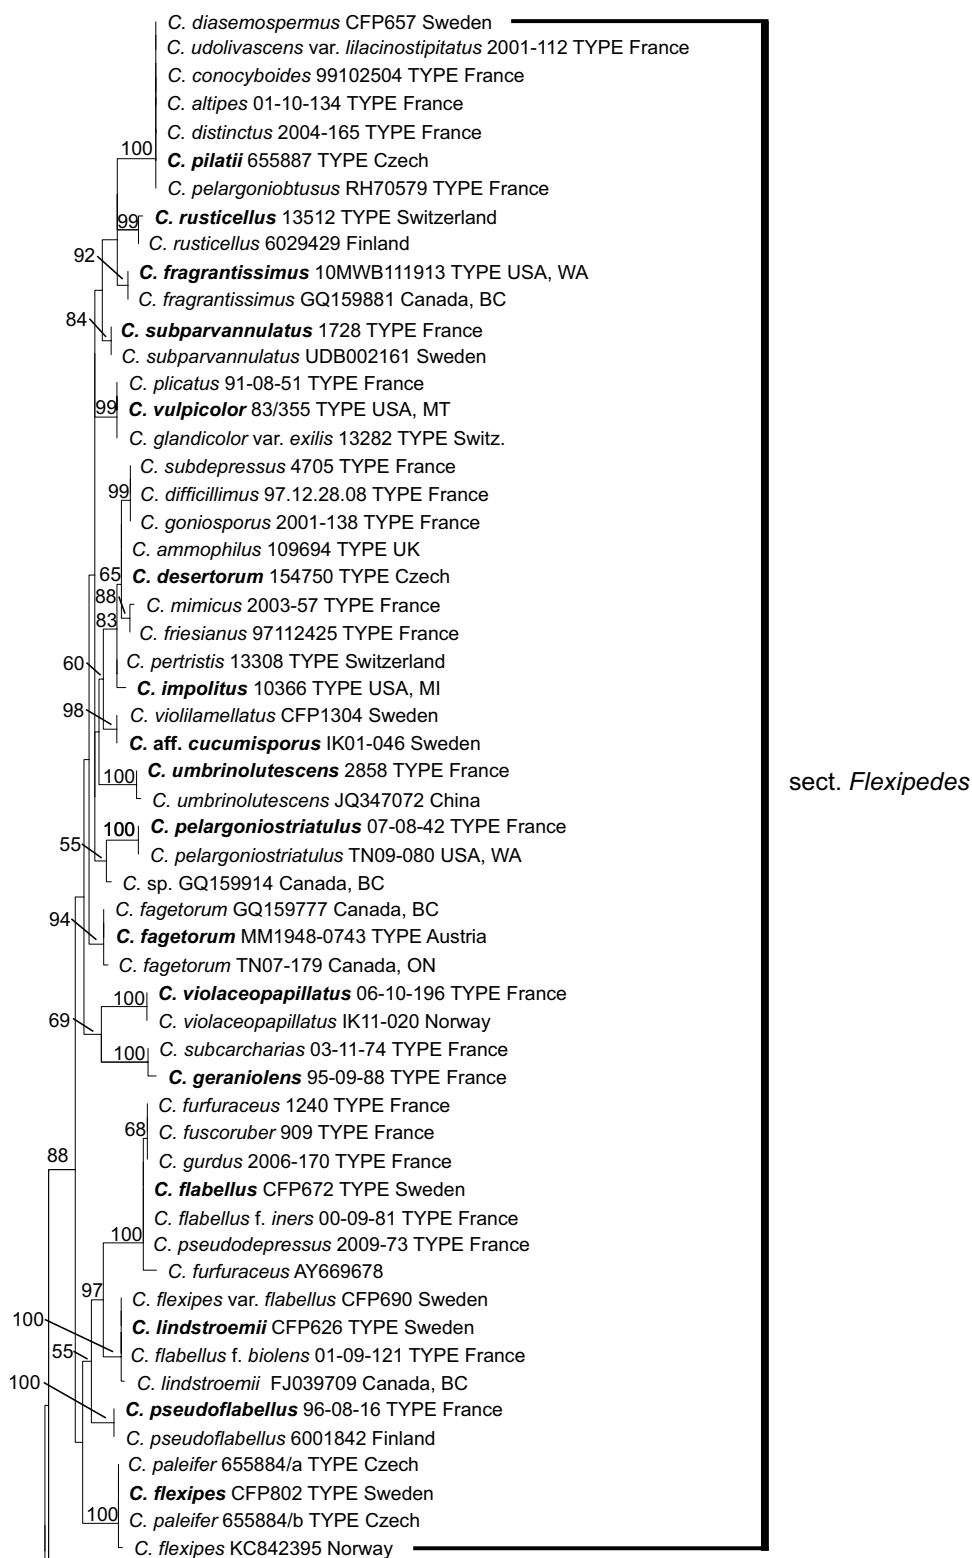 C. diasemospermus CFP657 Sweden
C. udolivascens var. lilacinostipitatus 2001-112 TYPE France
C. conocyboides 99102504 TYPE France
C. altipes 01-10-134 TYPE France
C. distinctus 2004-165 TYPE France
100
C. pilatii 655887 TYPE Czech
C. pelargoniobtusus RH70579 TYPE France
99
C. rusticellus 13512 TYPE Switzerland
C. rusticellus 6029429 Finland
92
C. fragrantissimus 10MWB111913 TYPE USA, WA
C. fragrantissimus GQ159881 Canada, BC
84
C. subparvannulatus 1728 TYPE France
C. subparvannulatus UDB002161 Sweden
C. plicatus 91-08-51 TYPE France
99
C. vulpicolor 83/355 TYPE USA, MT
C. glandicolor var. exilis 13282 TYPE Switz.
C. subdepressus 4705 TYPE France
99
C. difficillimus 97.12.28.08 TYPE France
C. goniosporus 2001-138 TYPE France
C. ammophilus 109694 TYPE UK
65
C. desertorum 154750 TYPE Czech
88
C. mimicus 2003-57 TYPE France
83
C. friesianus 97112425 TYPE France
60
C. pertristis 13308 TYPE Switzerland
C. impolitus 10366 TYPE USA, MI
98
C. violilamellatus CFP1304 Sweden
C. aff. cucumisporus IK01-046 Sweden
100
C. umbrinolutescens 2858 TYPE France
sect. Flexipedes
C. umbrinolutescens JQ347072 China
100
C. pelargoniostriatulus 07-08-42 TYPE France
55
C. pelargoniostriatulus TN09-080 USA, WA
C. sp. GQ159914 Canada, BC
C. fagetorum GQ159777 Canada, BC
94
C. fagetorum MM1948-0743 TYPE Austria
C. fagetorum TN07-179 Canada, ON
100
C. violaceopapillatus 06-10-196 TYPE France
69
C. violaceopapillatus IK11-020 Norway
100
C. subcarcharias 03-11-74 TYPE France
C. geraniolens 95-09-88 TYPE France
C. furfuraceus 1240 TYPE France
68
C. fuscoruber 909 TYPE France
88
C. gurdus 2006-170 TYPE France
C. flabellus CFP672 TYPE Sweden
C. flabellus f. iners 00-09-81 TYPE France
100
C. pseudodepressus 2009-73 TYPE France
C. furfuraceus AY669678
97
C. flexipes var. flabellus CFP690 Sweden
100
C. lindstroemii CFP626 TYPE Sweden
55
C. flabellus f. biolens 01-09-121 TYPE France
100
C. lindstroemii FJ039709 Canada, BC
C. pseudoflabellus 96-08-16 TYPE France
C. pseudoflabellus 6001842 Finland
C. paleifer 655884/a TYPE Czech
C. flexipes CFP802 TYPE Sweden
100
C. paleifer 655884/b TYPE Czech
C. flexipes KC842395 Norway